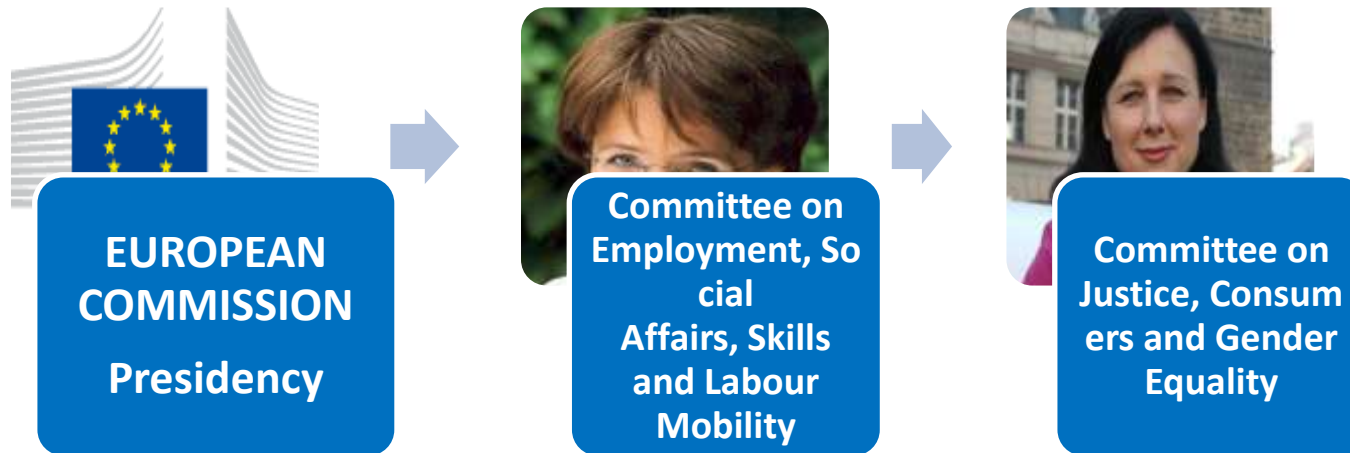 EUROPEAN
COMMISSION
Presidency
Committee on
Employment, So
cial
Affairs, Skills
and Labour
Mobility
Committee on
Justice, Consum
ers and Gender
Equality